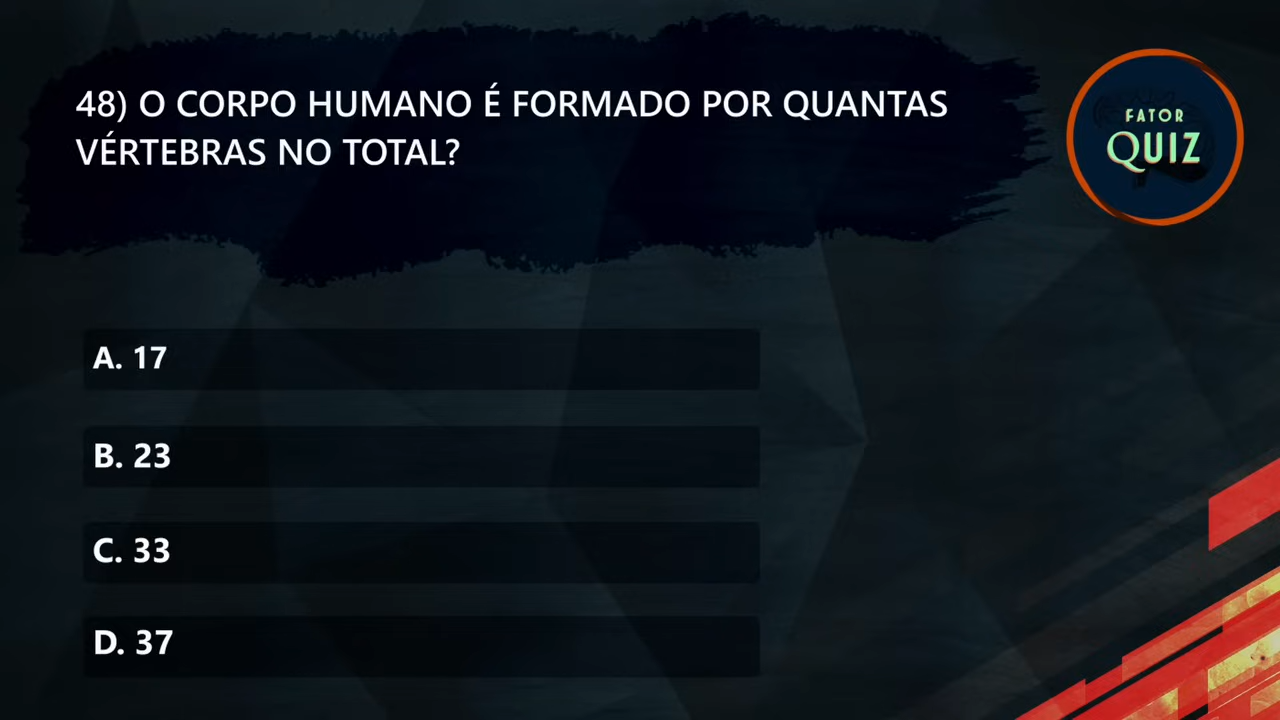 48) O CORPO HUMANO É FORMADO POR QUANTAS
VÉRTEBRAS NO TOTAL?
FATOR
QUIZ
A. 17
B. 23
C. 33
D. 37